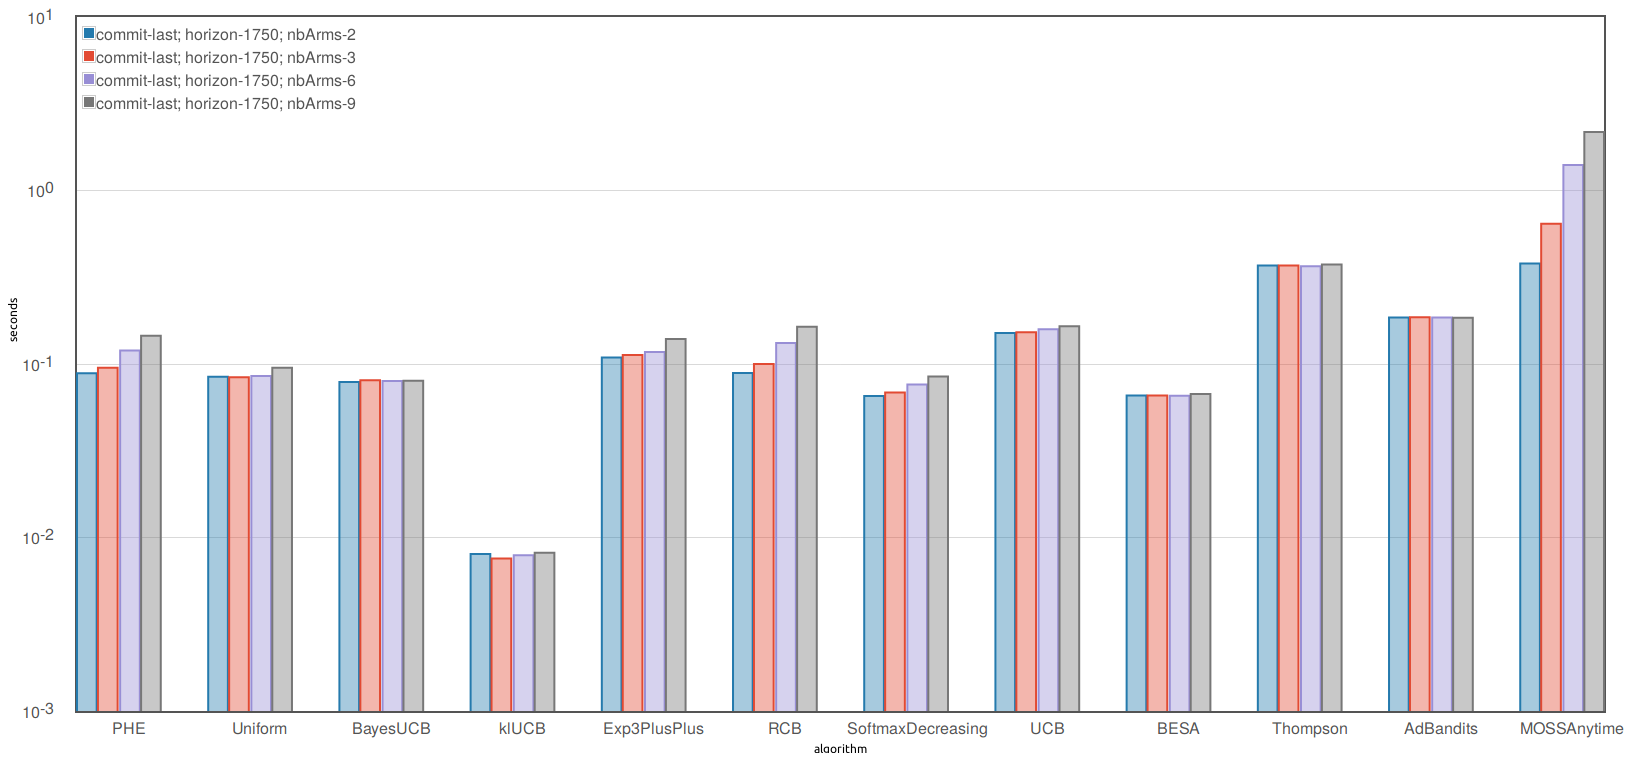 10^1
commit-last; horizon-1750; nbArms-2
commit-last; horizon-1750; nbArms-3
commit-last; horizon-1750; nbArms-6
commit-last; horizon-1750; nbArms-9
10^0
seconds
10^-1
10^-2
10^-3
PHE Uniform BayesUCB klUCB Exp3PlusPlus RCB SoftmaxDecreasing UCB BESA Thompson AdBandits MOSSAnytime
algorithm